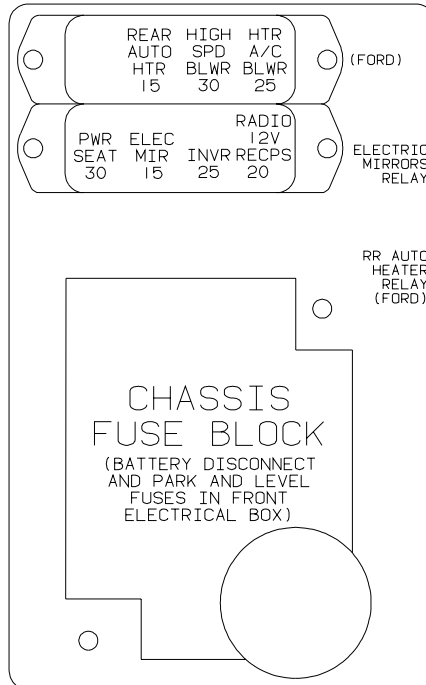 REAR HIGH HTR
AUTO SPD A/C
HTR BLWR BLWR
15 30 25
(FORD)
RADIO
PWR ELEC 12V
SEAT MIR INVR RECPS
30 15 25 20
ELECTRIC
MIRRORS
RELAY
RR AUTO
HEATER
RELAY
(FORD)
CHASSIS
FUSE BLOCK
(BATTERY DISCONNECT
AND PARK AND LEVEL
FUSES IN FRONT
ELECTRICAL BOX)